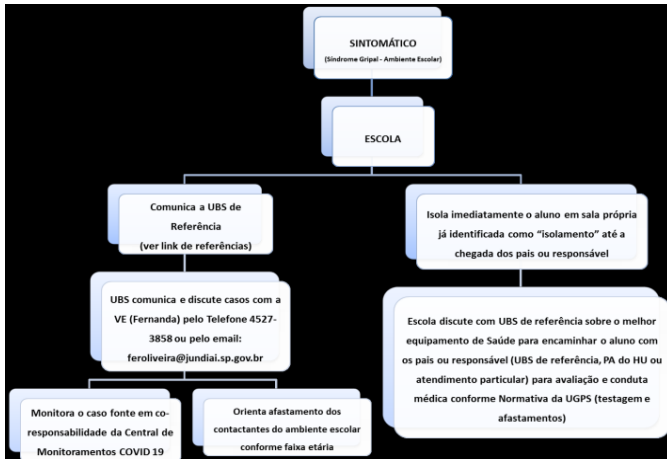 SINTOMÁTICO
(Síndrome Gripal - Ambiente Escolar)
ESCOLA
Comunica a UBS de
Referência
(ver link de referências)
Isola imediatamente o aluno em sala própria
já identificada como “isolamento” até a
chegada dos pais ou responsável
UBS comunica e discute casos com a
VE (Fernanda) pelo Telefone 4527-
3858 ou pelo email:
feroliveira@jundiai.sp.gov.br
Escola discute com UBS de referência sobre o melhor
equipamento de Saúde para encaminhar o aluno com
os pais ou responsável (UBS de referência, PA do HU ou
atendimento particular) para avaliação e conduta
médica conforme Normativa da UGPS (testagem e
afastamentos)
Monitora o caso fonte em co-
responsabilidade da Central de
Monitoramentos COVID 19
Orienta afastamento dos
contactantes do ambiente escolar
conforme faixa etária